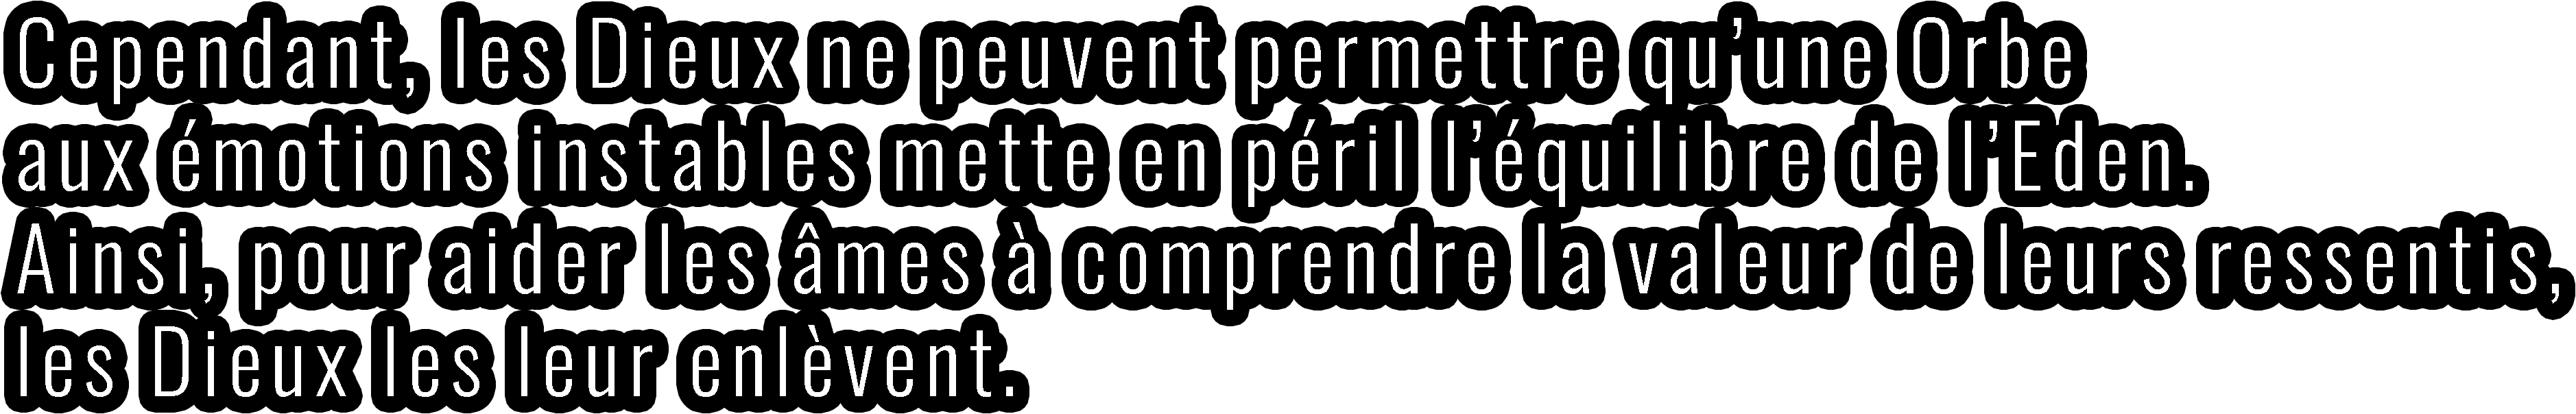 Cependant, les Dieux ne peuvent permettre qu’une Orbe
aux émotions instables mette en péril l’équilibre de l’Eden.
Ainsi, pour aider les âmes à comprendre la valeur de leurs ressentis,
les Dieux les leur enlèvent.